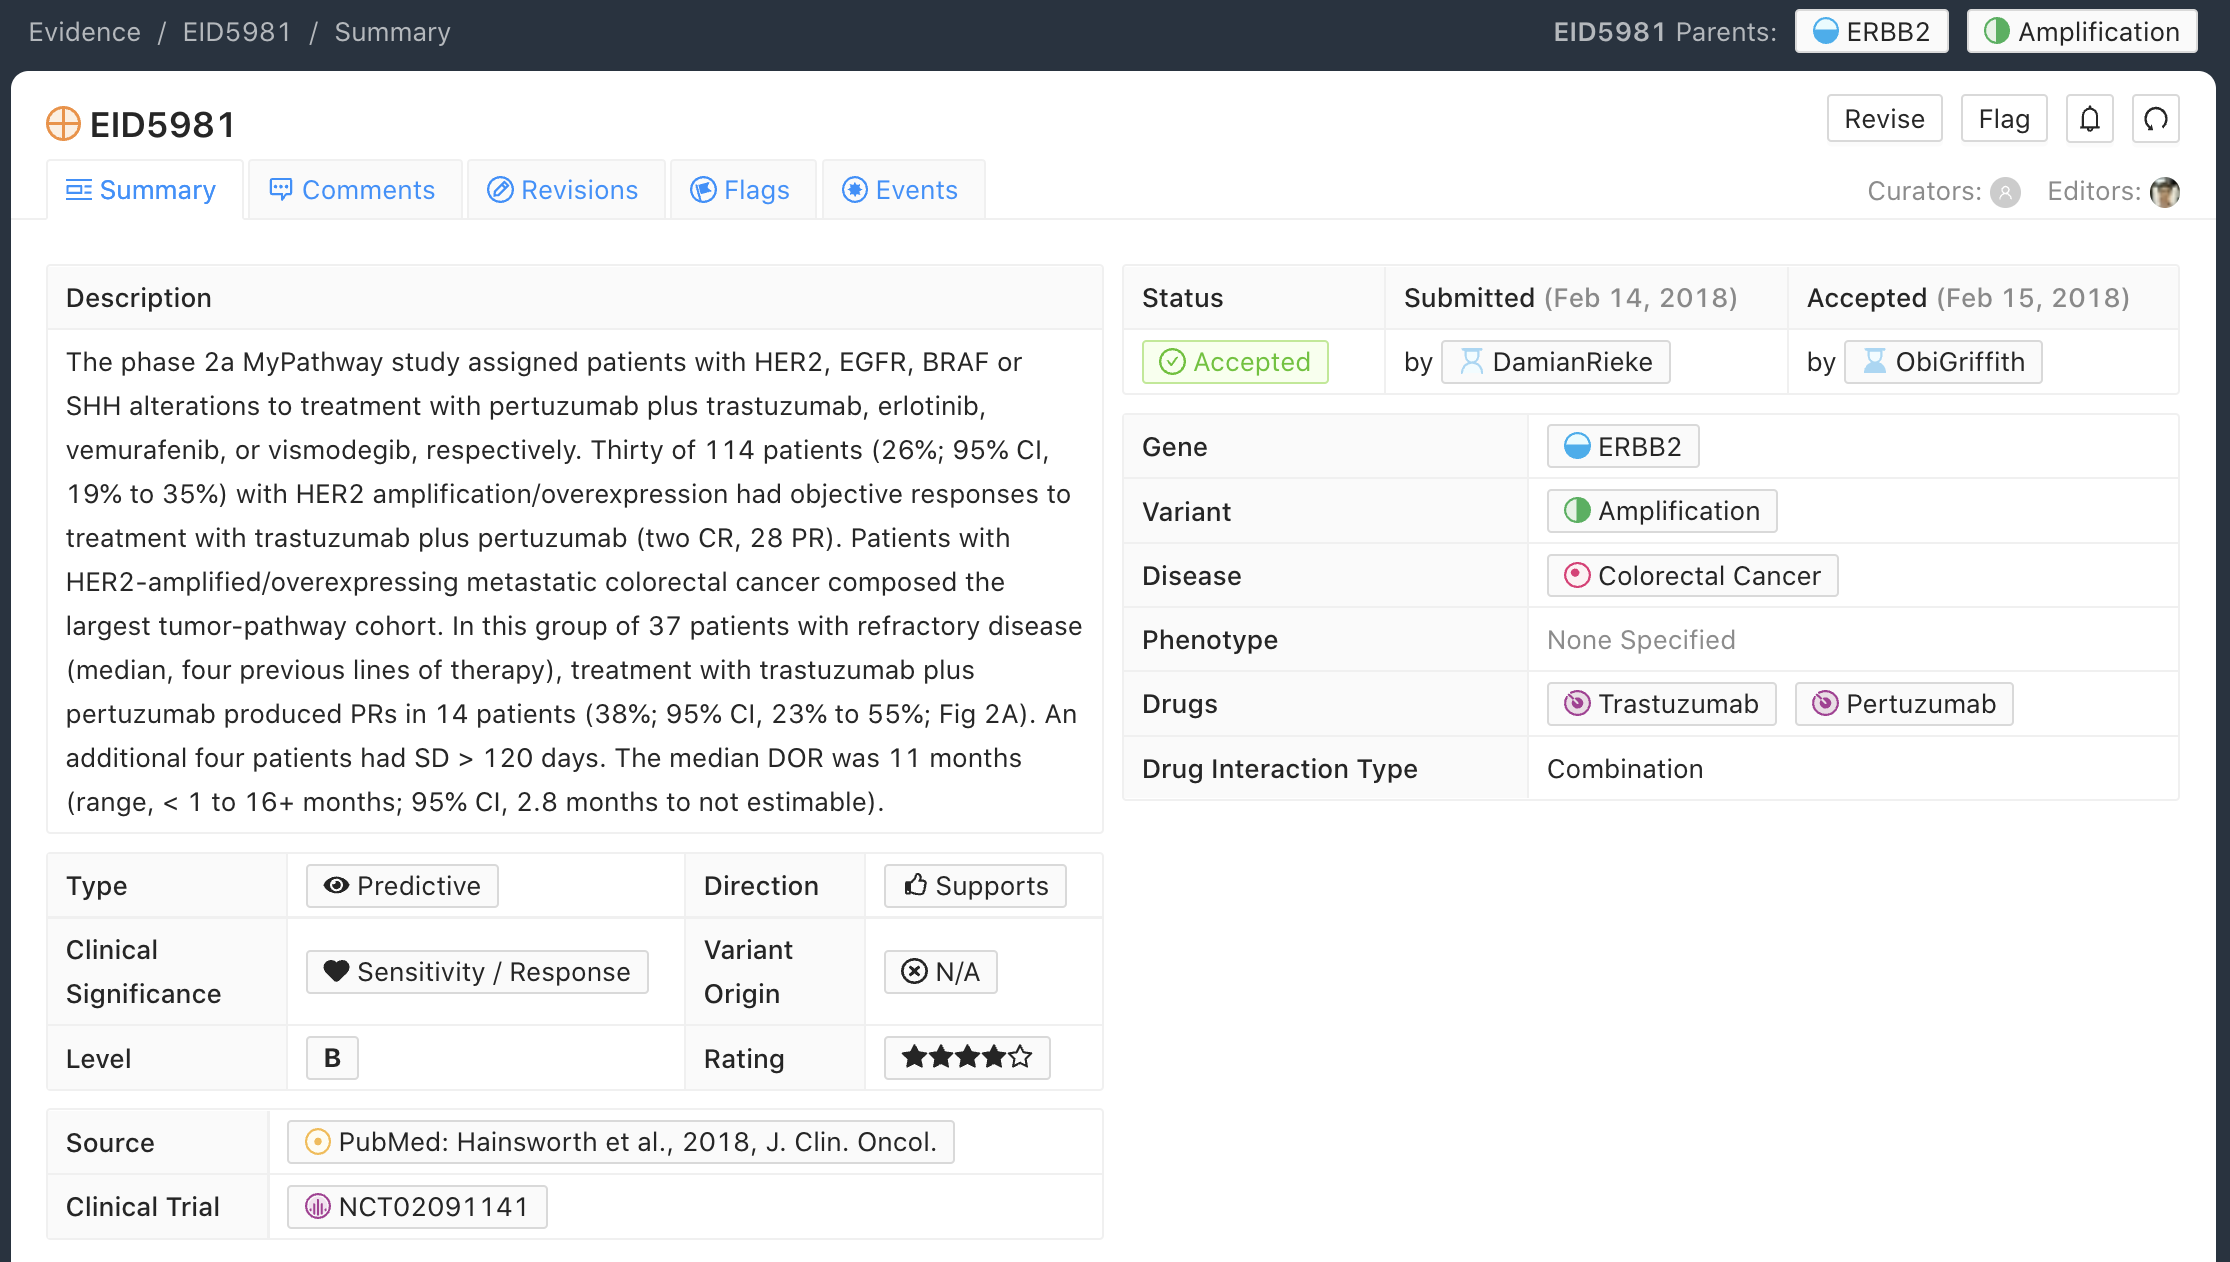 Evidence / EID5981 / Summary
EID5981 Parents: ERBB2 Amplification
EID5981
Revise Flag
Summary Comments Revisions Flags Events
Curators: Editors:
Description
The phase 2a MyPathway study assigned patients with HER2, EGFR, BRAF or
SHH alterations to treatment with pertuzumab plus trastuzumab, erlotinib,
vemurafenib, or vismodegib, respectively. Thirty of 114 patients (26%; 95% CI,
19% to 35%) with HER2 amplification/overexpression had objective responses to
treatment with trastuzumab plus pertuzumab (two CR, 28 PR). Patients with
HER2-amplified/overexpressing metastatic colorectal cancer composed the
largest tumor-pathway cohort. In this group of 37 patients with refractory disease
(median, four previous lines of therapy), treatment with trastuzumab plus
pertuzumab produced PRs in 14 patients (38%; 95% CI, 23% to 55%; Fig 2A). An
additional four patients had SD > 120 days. The median DOR was 11 months
(range, < 1 to 16+ months; 95% CI, 2.8 months to not estimable).
Type Predictive Direction Supports
Clinical
Significance Sensitivity / Response Variant
Origin N/A
Level B Rating ★★★★☆
Source PubMed: Hainsworth et al., 2018, J. Clin. Oncol.
Clinical Trial NCT02091141
Status Submitted (Feb 14, 2018) Accepted (Feb 15, 2018)
Accepted by DamianRieke by ObiGriffith
Gene ERBB2
Variant Amplification
Disease Colorectal Cancer
Phenotype None Specified
Drugs Trastuzumab Pertuzumab
Drug Interaction Type Combination